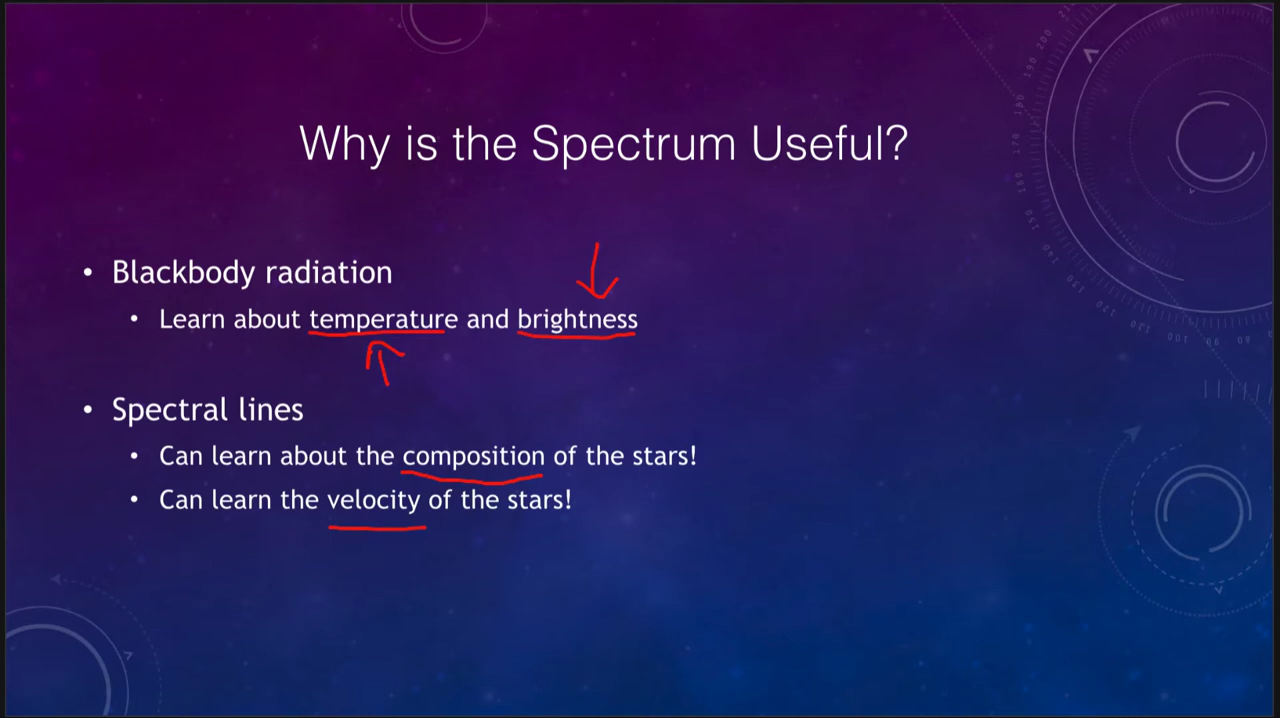 Why is the Spectrum Useful?
• Blackbody radiation
• Learn about temperature and brightness
• Spectral lines
• Can learn about the composition of the stars!
• Can learn the velocity of the stars!